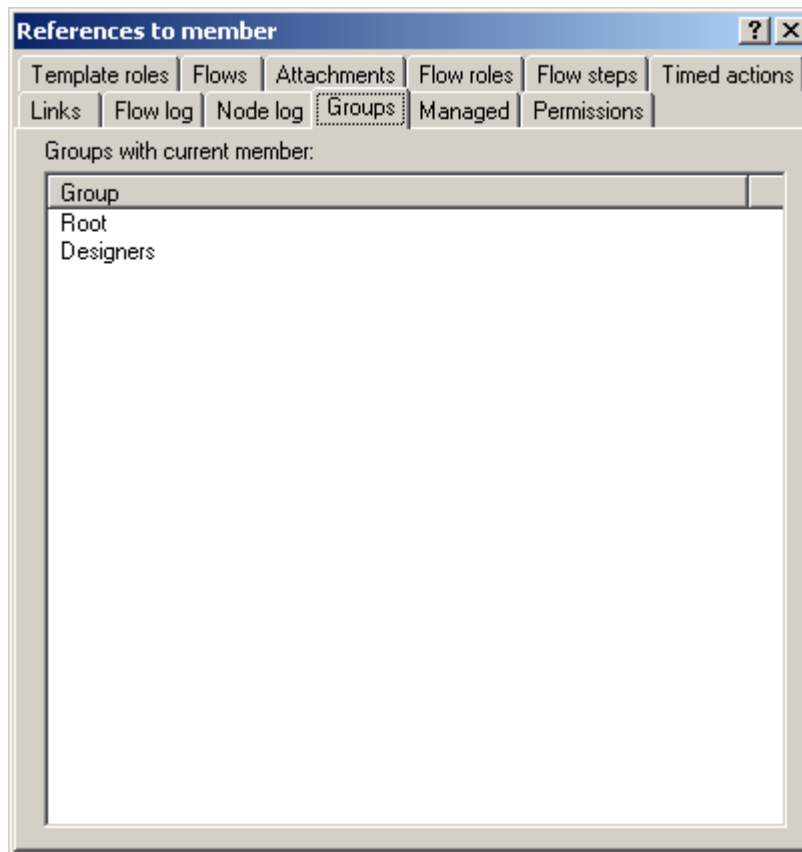 References to member
Template roles Flows Attachments Flow roles Flow steps Timed actions
Links Flow log Node log Groups Managed Permissions
Groups with current member:
Group
Root
Designers